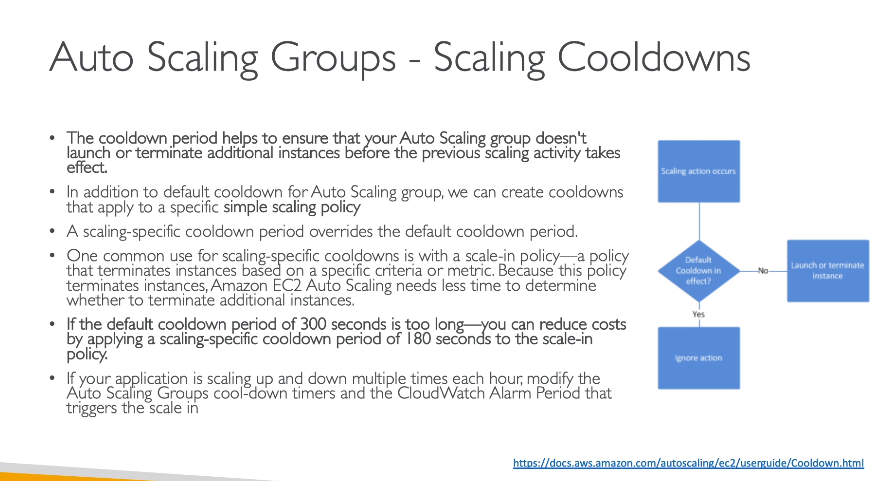 Auto Scaling Groups - Scaling Cooldowns
• The cooldown period helps to ensure that your Auto Scaling group doesn't
launch or terminate additional instances before the previous scaling activity takes
effect.
• In addition to default cooldown for Auto Scaling group, we can create cooldowns
that apply to a specific simple scaling policy
• A scaling-specific cooldown period overrides the default cooldown period.
• One common use for scaling-specific cooldowns is with a scale-in policy—a policy
that terminates instances based on a specific criteria or metric. Because this policy
terminates instances, Amazon EC2 Auto Scaling needs less time to determine
whether to terminate additional instances.
• If the default cooldown period of 300 seconds is too long—you can reduce costs
by applying a scaling-specific cooldown period of 180 seconds to the scale-in
policy.
• If your application is scaling up and down multiple times each hour, modify the
Auto Scaling Groups cool-down timers and the CloudWatch Alarm Period that
triggers the scale in
Scaling action occurs
Default
Cooldown in
effect?
No
Launch or terminate
instance
Yes
Ignore action
https://docs.aws.amazon.com/autoscaling/ec2/userguide/Cooldown.html